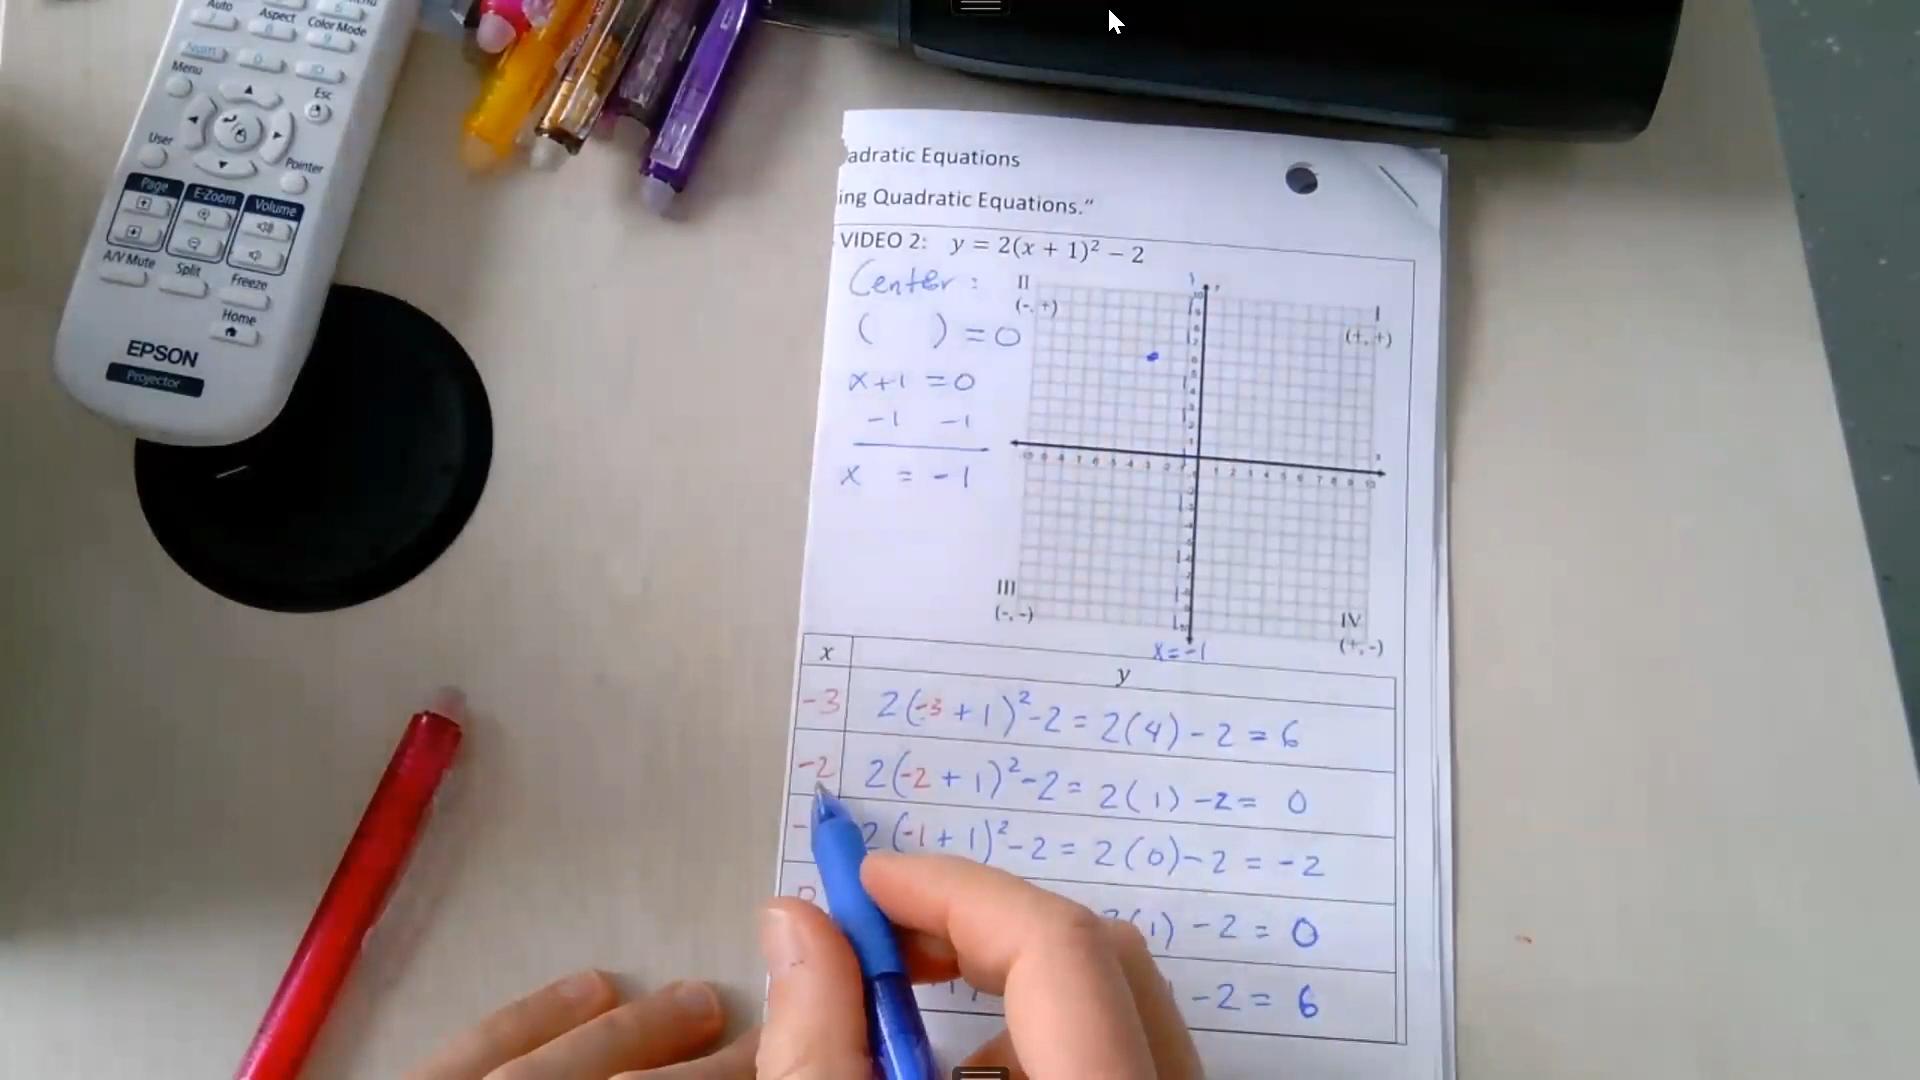 Auto
Aspect
Color Mode
Num
Menu
Esc
User
Pointer
Page
E-Zoom
Volume
A/V Mute
Split
Freeze
Home
EPSON
Projector
adratic Equations
ing Quadratic Equations."
VIDEO 2: y = 2(x + 1)² − 2
Center:
( ) = 0
x+1 = 0
-1 -1
x = -1
II
(-, +)
I
(+, +)
III
(-, -)
IV
(+, -)
x=-1
x y
-3 2(-3+1)²-2 = 2(4)-2 = 6
-2 2(-2+1)²-2 = 2(1)-2 = 0
2(-1+1)²-2 = 2(0)-2 = -2
(1) -2 = 0
-2 = 6